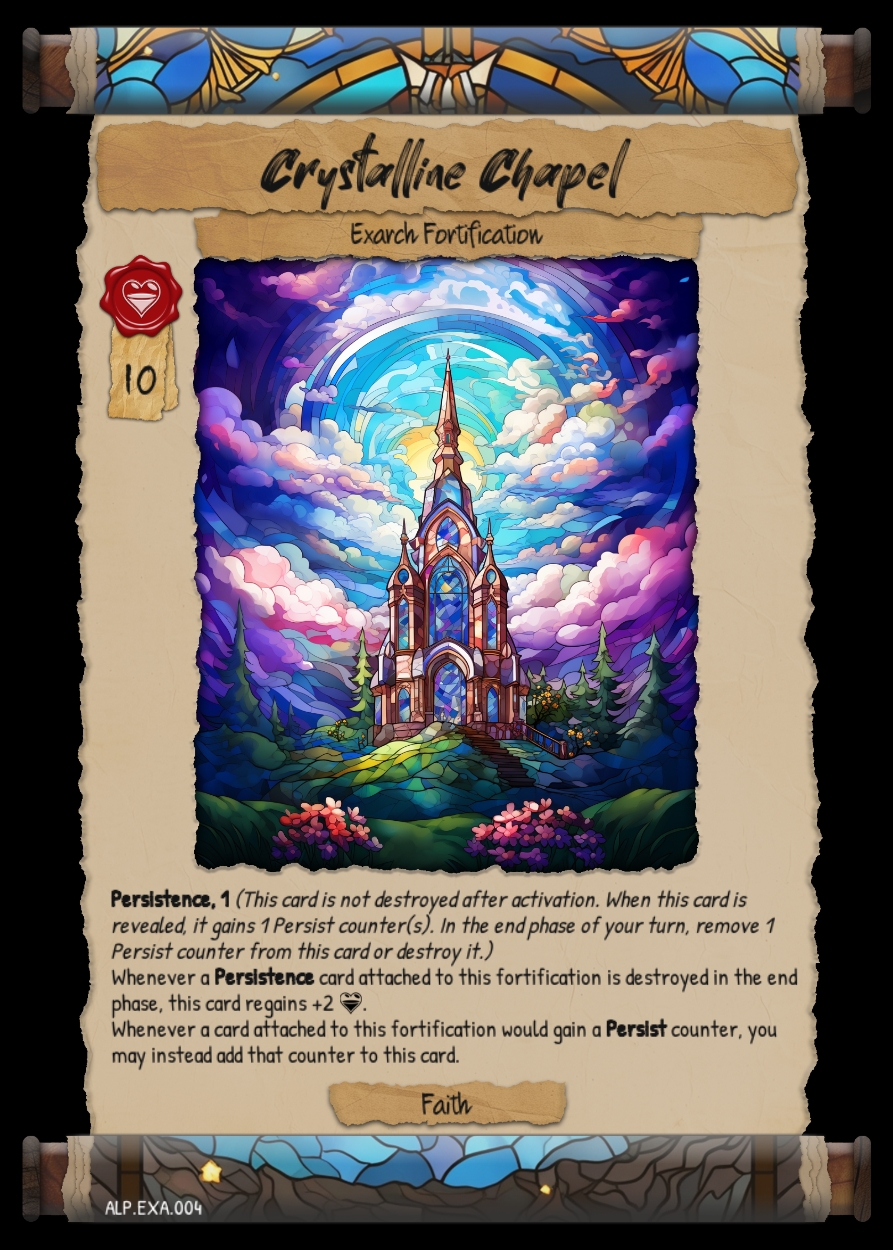 Crystalline Chapel
Exarch Fortification
10
Persistence, 1 (This card is not destroyed after activation. When this card is
revealed, it gains 1 Persist counter(s). In the end phase of your turn, remove 1
Persist counter from this card or destroy it.)
Whenever a Persistence card attached to this fortification is destroyed in the end
phase, this card regains +2 .
Whenever a card attached to this fortification would gain a Persist counter, you
may instead add that counter to this card.
Faith
ALP.EXA.004